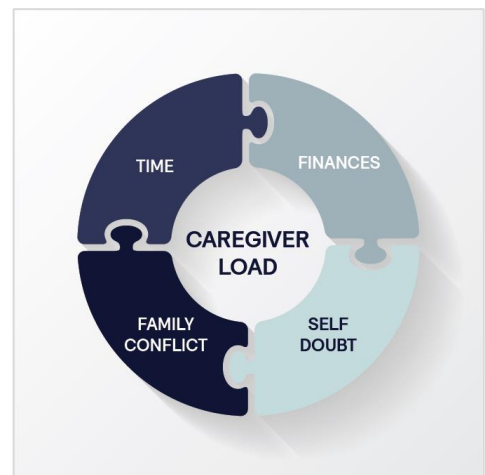 TIME
FINANCES
CAREGIVER
LOAD
FAMILY
CONFLICT
SELF
DOUBT